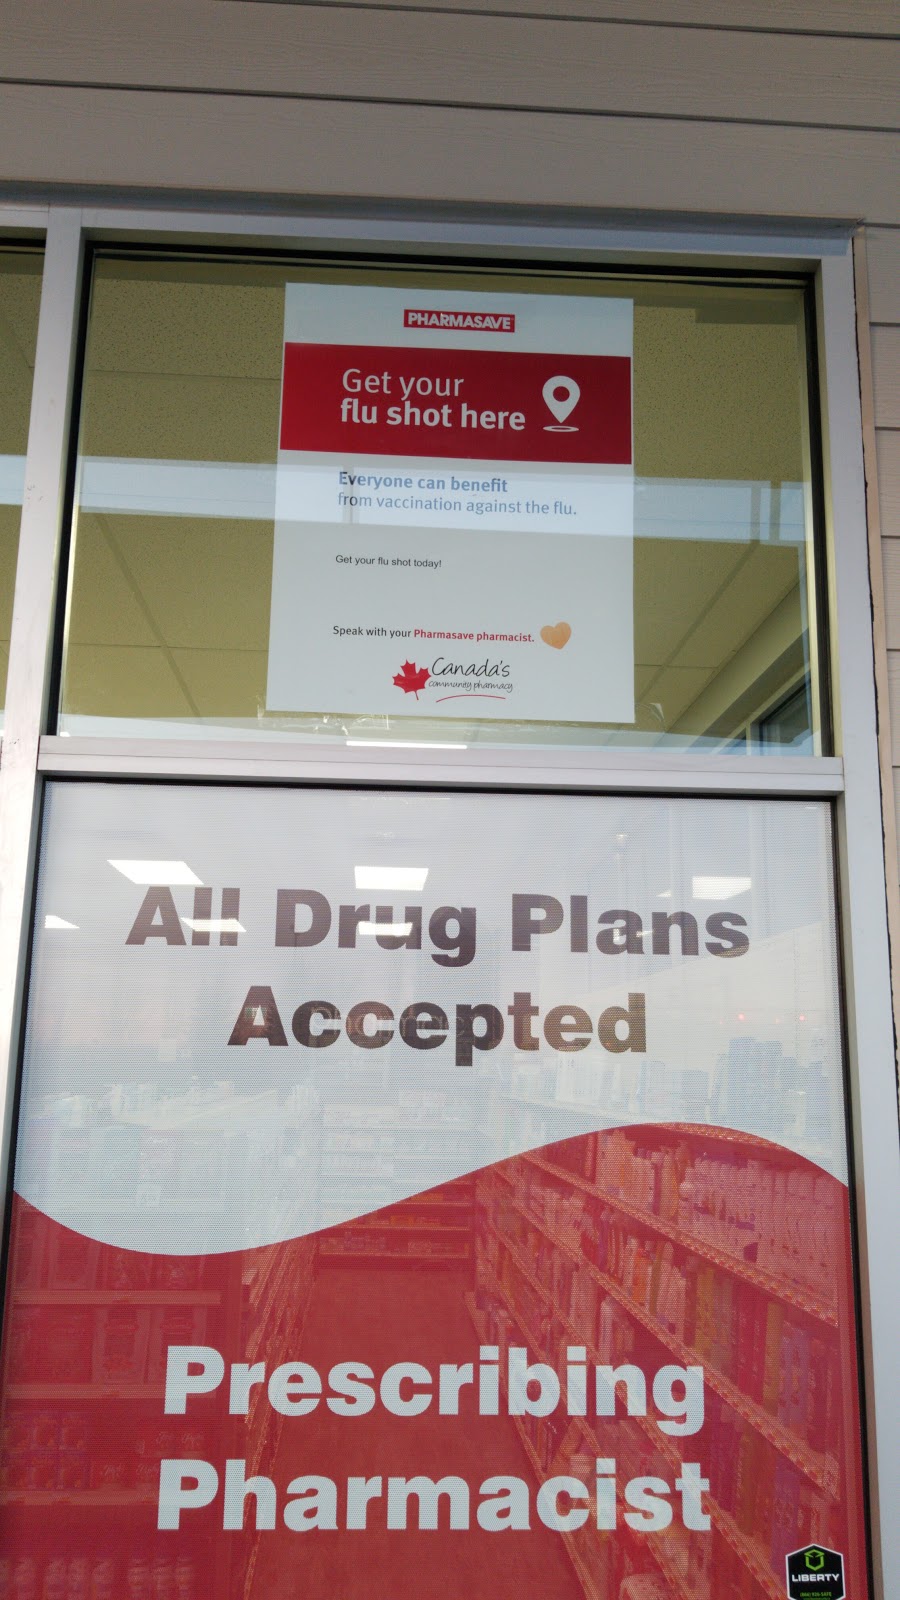 PHARMASAVE
Get your
flu shot here
Everyone can benefit
from vaccination against the flu.
Get your flu shot today!
Speak with your Pharmasave pharmacist.
Canada's
community pharmacy
All Drug Plans
Accepted
Prescribing
Pharmacist
LIBERTY